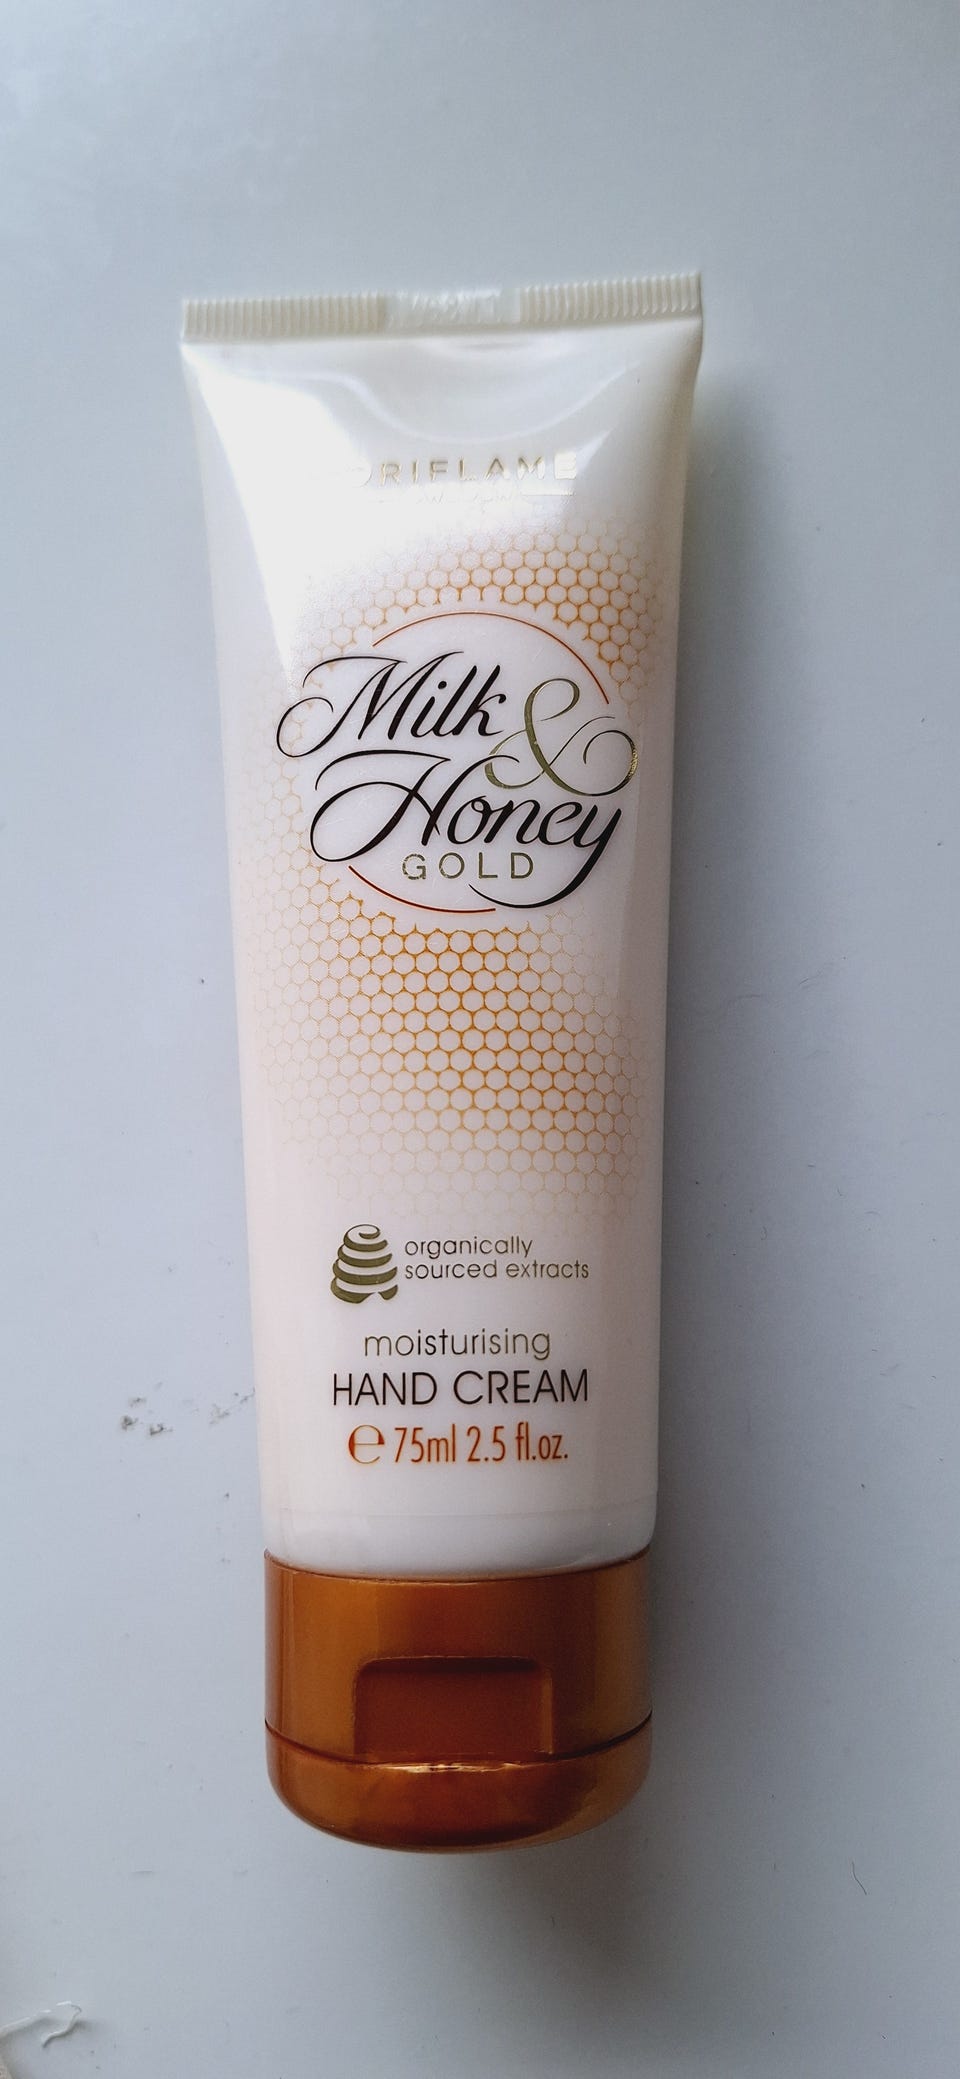 ORIFLAME
Milk &
Honey
GOLD
organically
sourced extracts
moisturising
HAND CREAM
e 75ml 2.5 fl.oz.